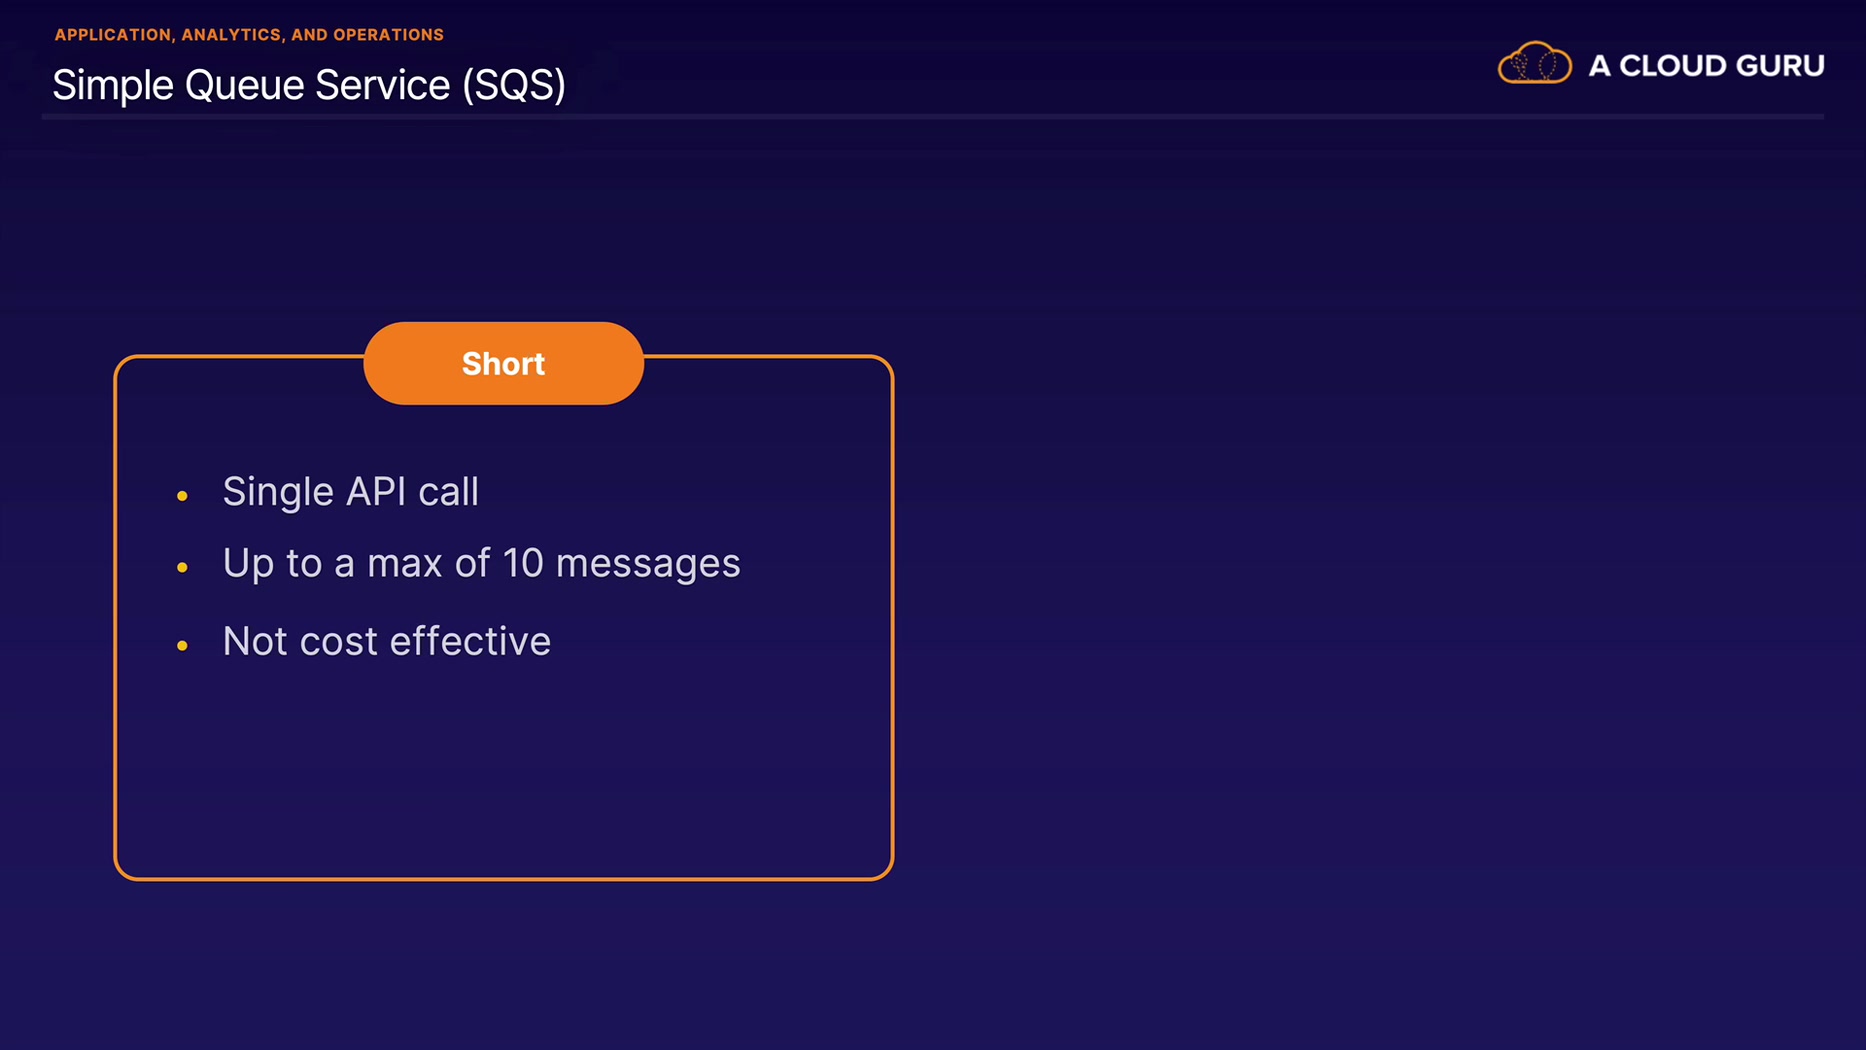 APPLICATION, ANALYTICS, AND OPERATIONS
Simple Queue Service (SQS)
A CLOUD GURU
Short
Single API call
Up to a max of 10 messages
Not cost effective